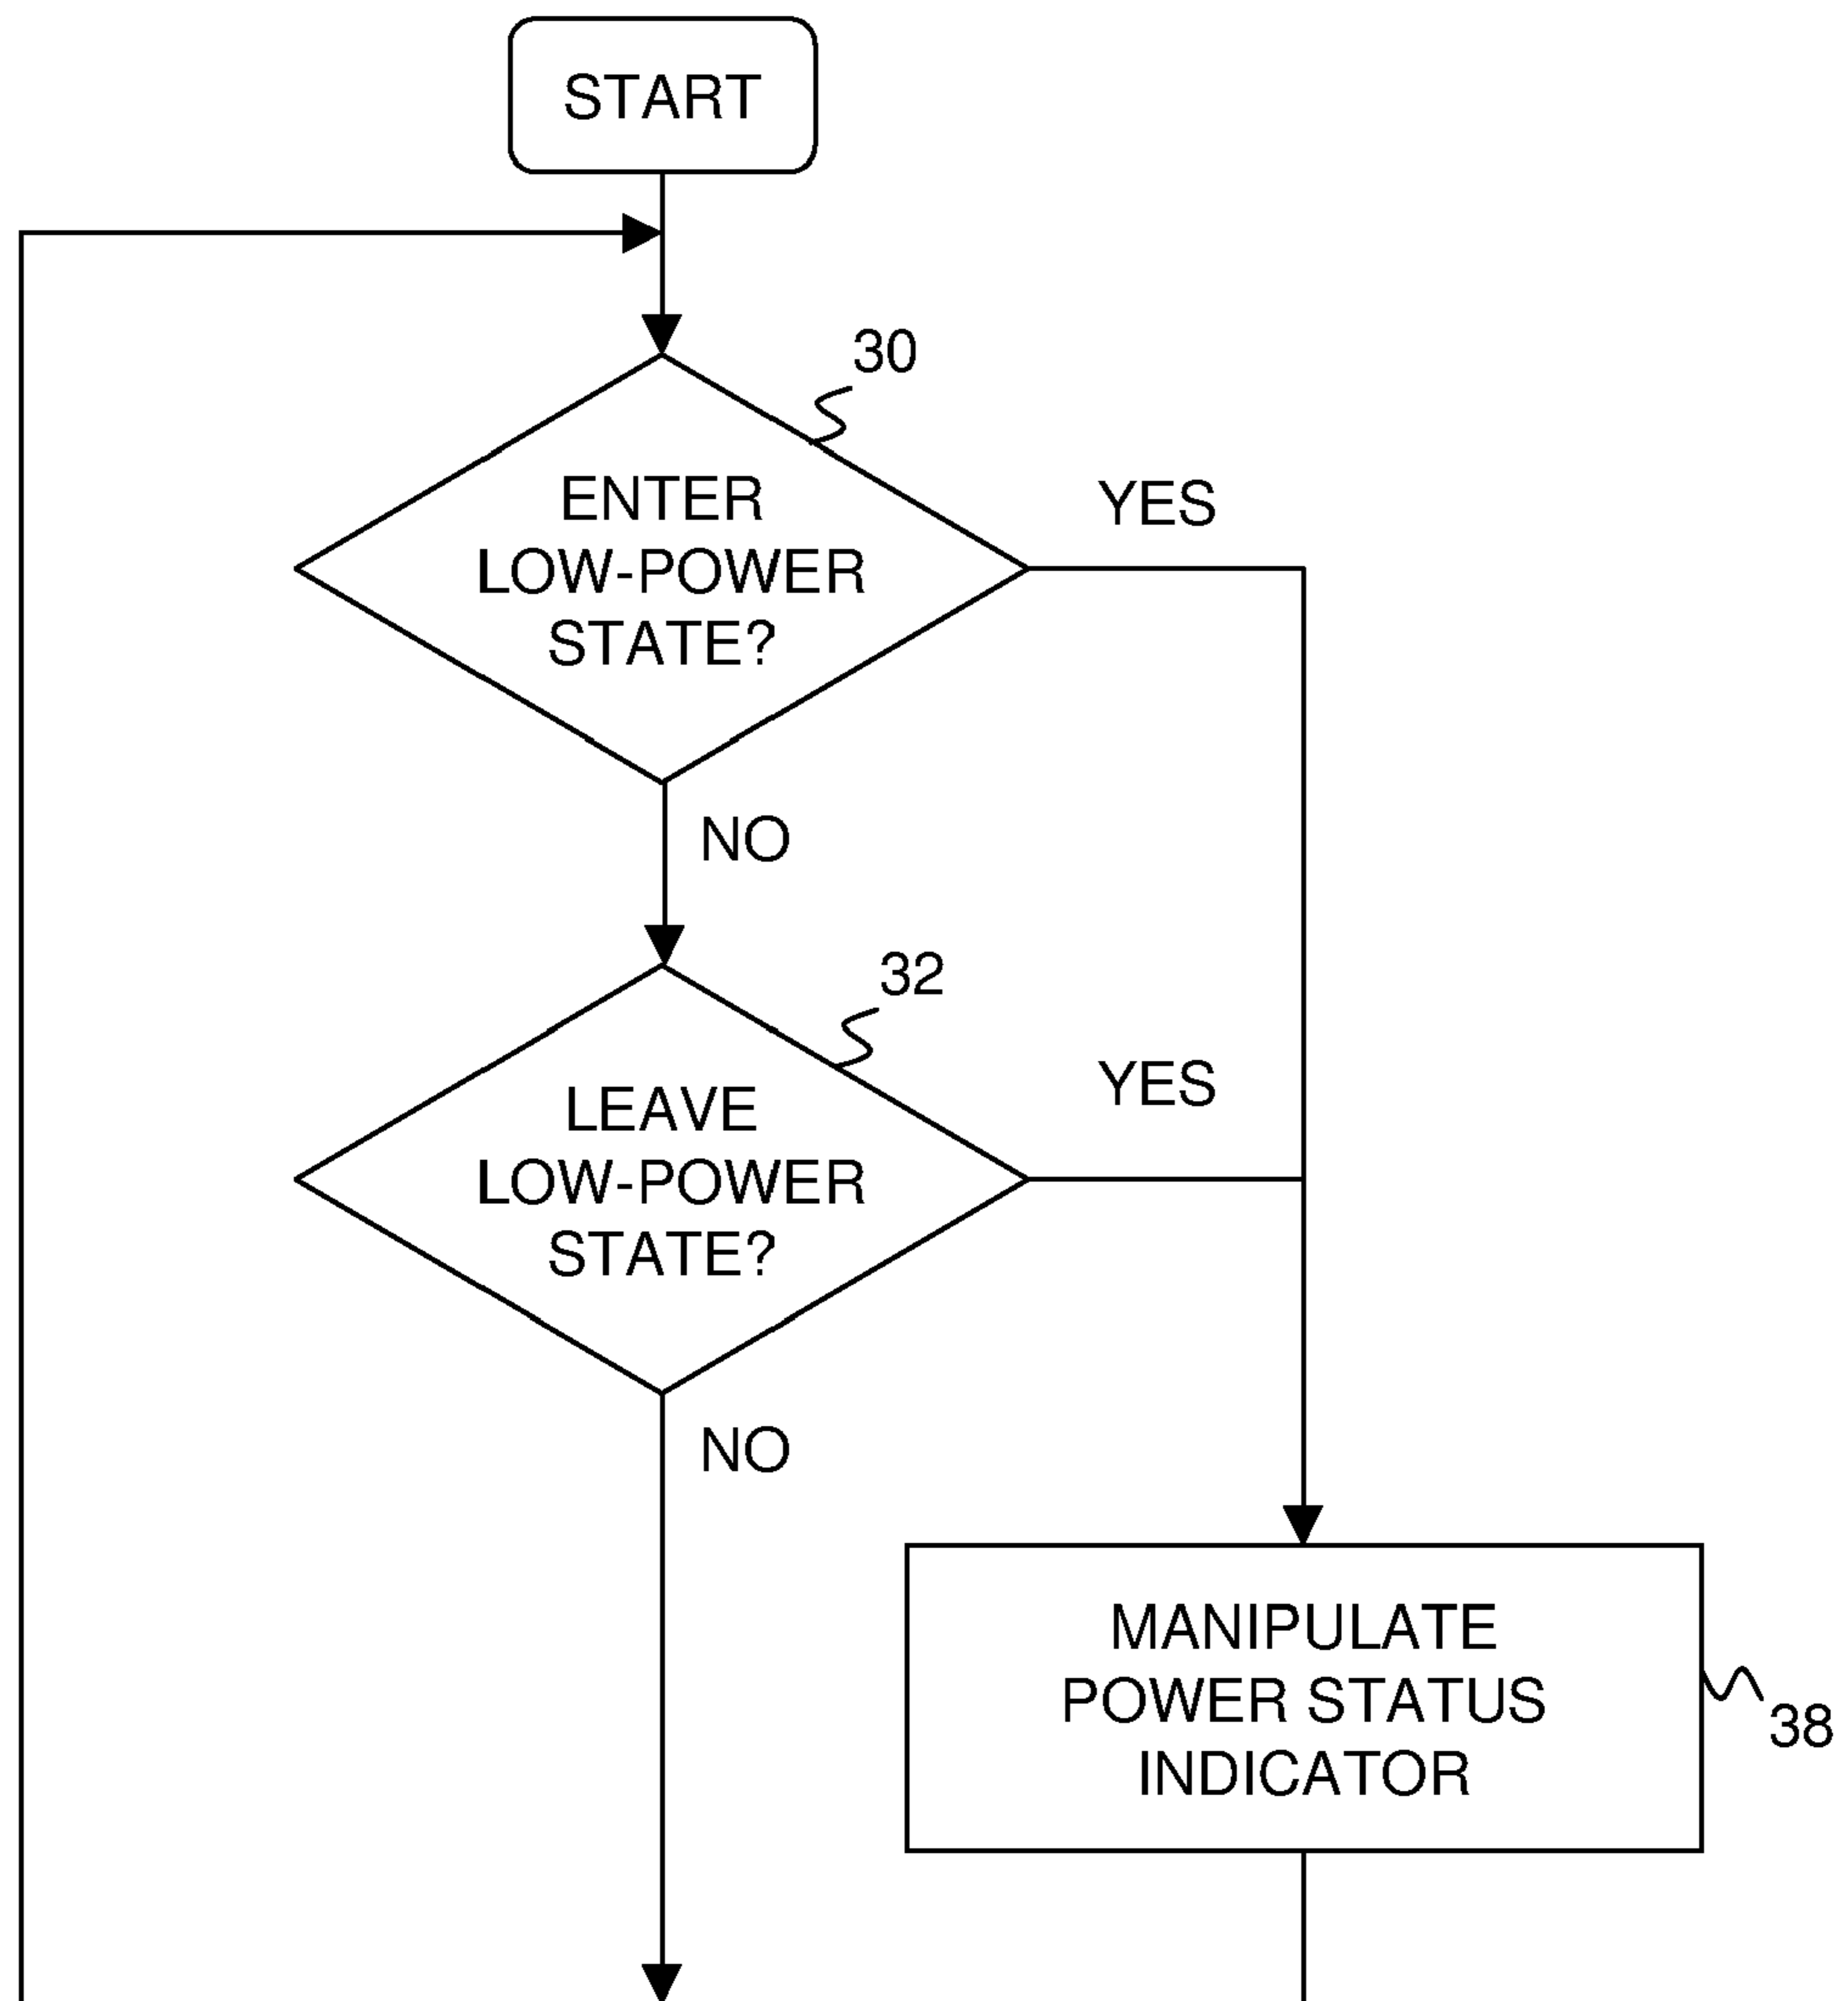 START
30
ENTER
LOW-POWER
STATE?
YES
NO
32
LEAVE
LOW-POWER
STATE?
YES
NO
MANIPULATE
POWER STATUS
INDICATOR
38